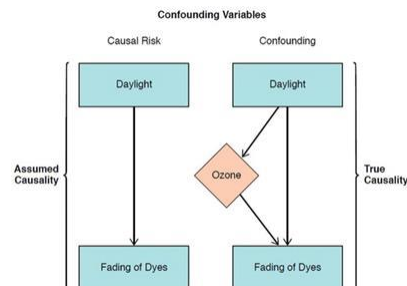 Confounding Variables
Causal Risk
Confounding
Daylight
Daylight
Assumed
Causality
Ozone
True
Causality
Fading of Dyes
Fading of Dyes